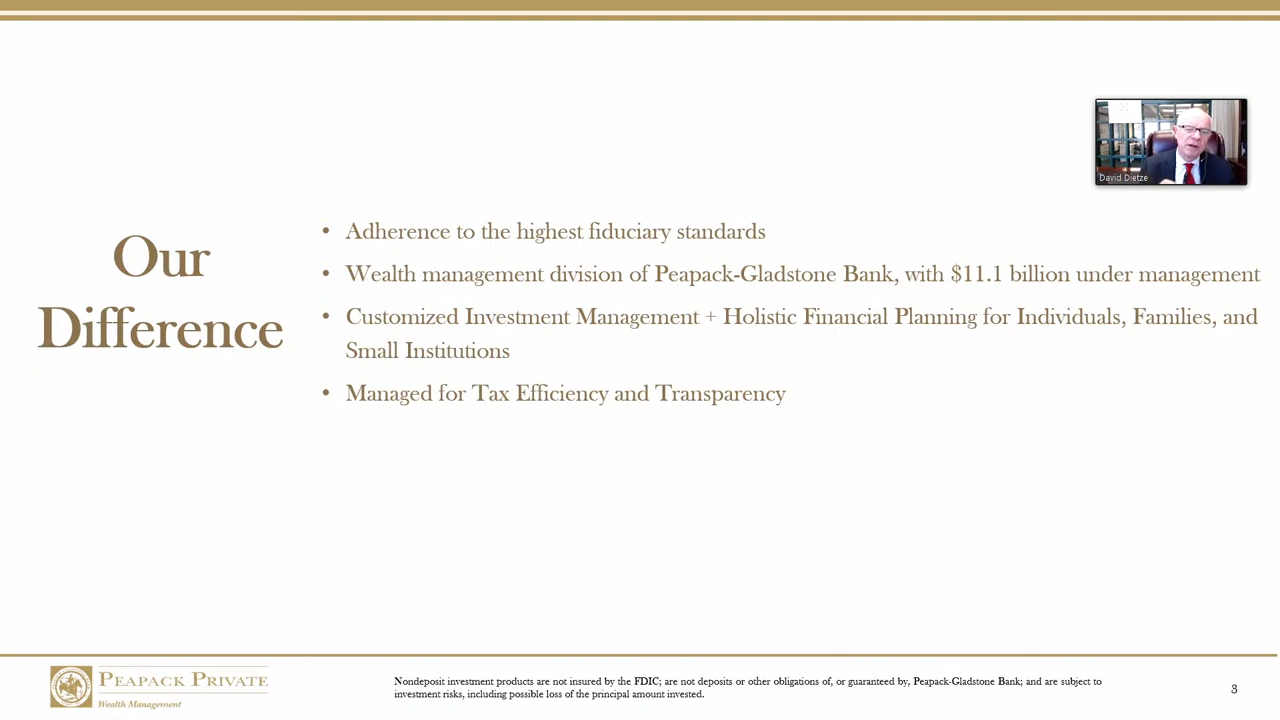 David Dietze
Our
Difference
• Adherence to the highest fiduciary standards
• Wealth management division of Peapack-Gladstone Bank, with $11.1 billion under management
• Customized Investment Management + Holistic Financial Planning for Individuals, Families, and
Small Institutions
• Managed for Tax Efficiency and Transparency
PEAPACK PRIVATE
Wealth Management
Nondeposit investment products are not insured by the FDIC; are not deposits or other obligations of, or guaranteed by, Peapack-Gladstone Bank; and are subject to
investment risks, including possible loss of the principal amount invested.
3